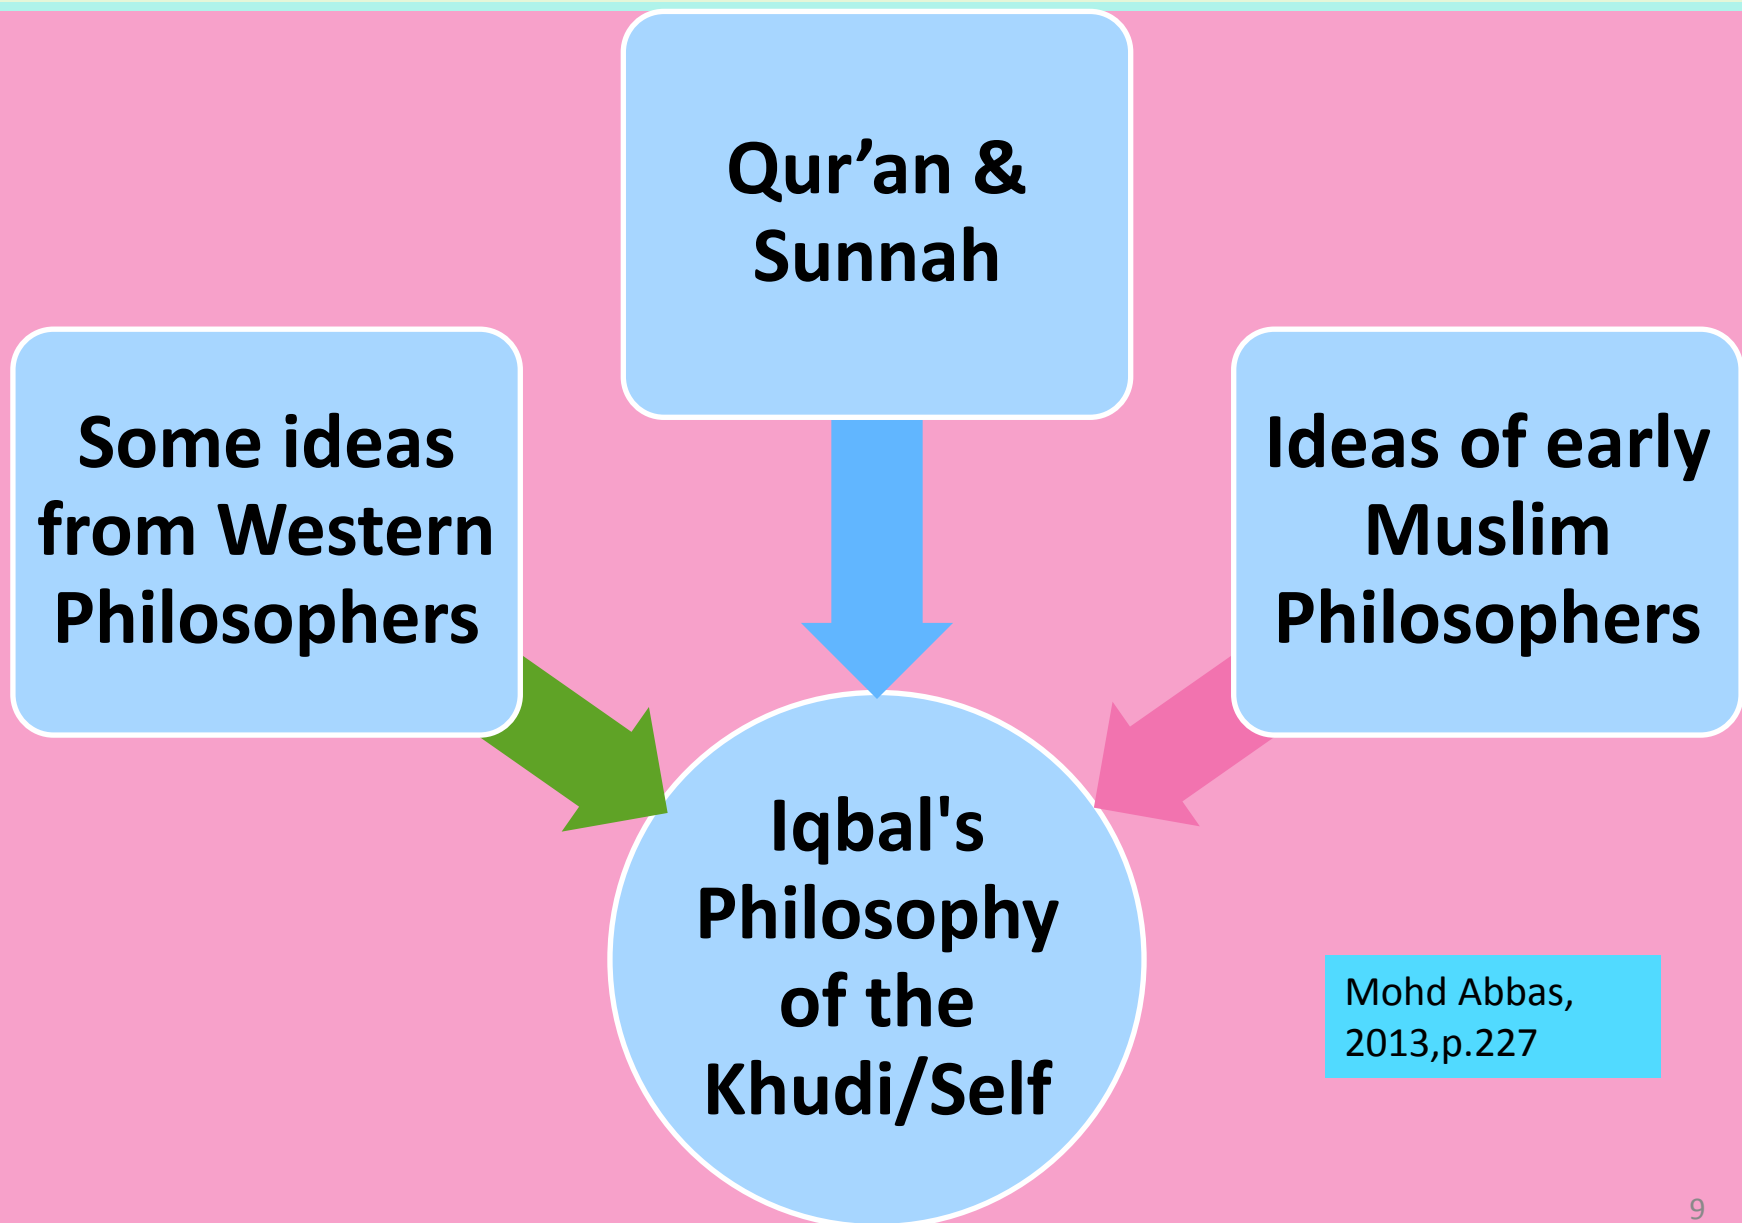 Qur’an &
Sunnah
Some ideas
from Western
Philosophers
Ideas of early
Muslim
Philosophers
Iqbal's
Philosophy
of the
Khudi/Self
Mohd Abbas,
2013,p.227
9